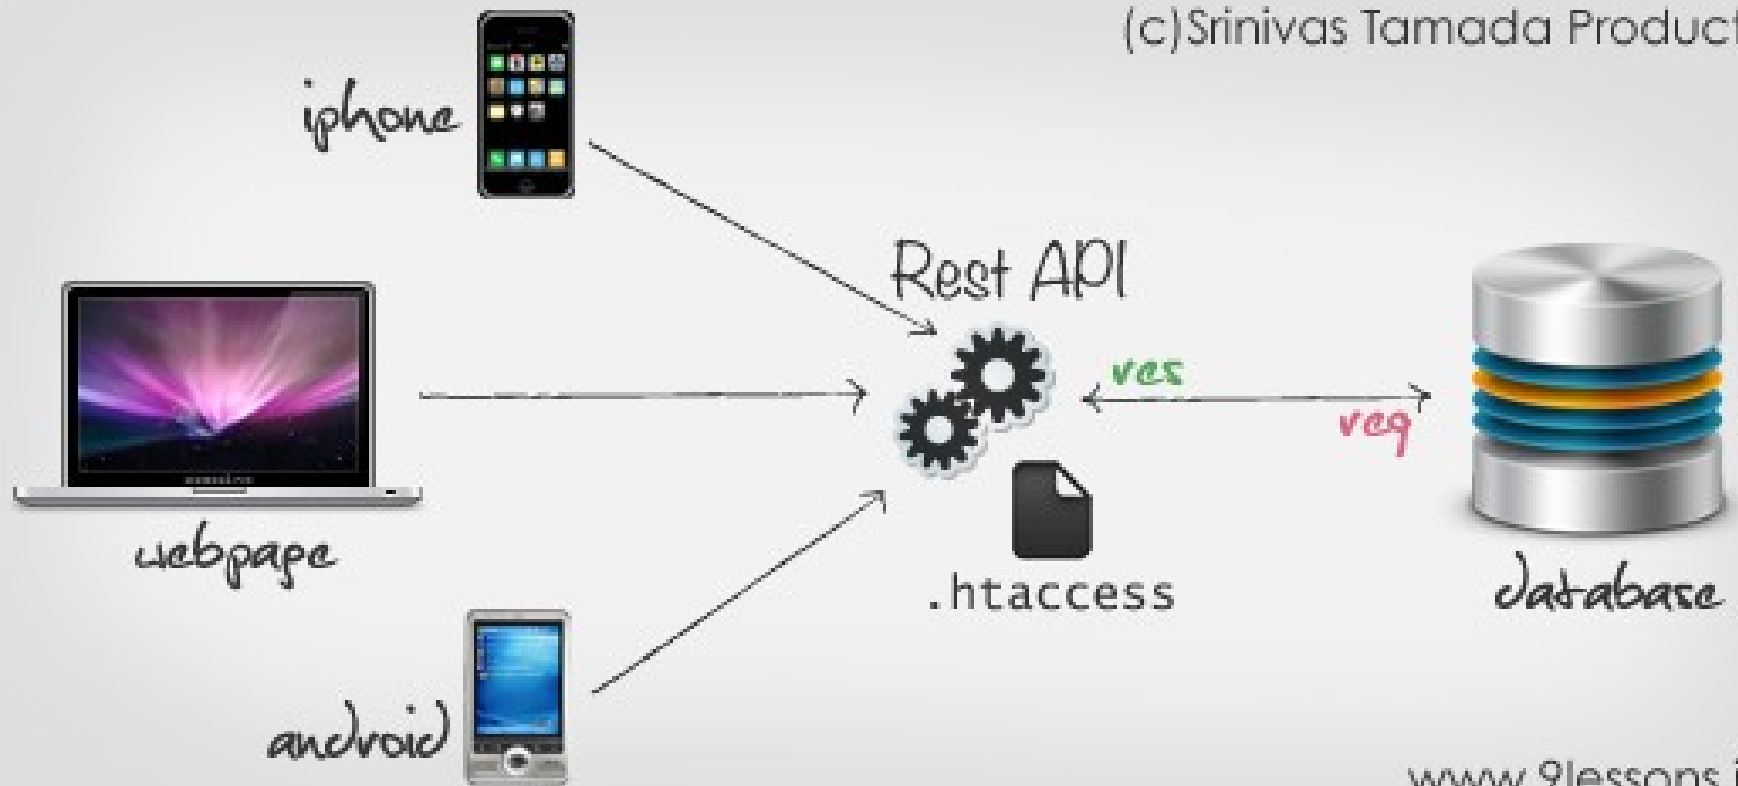 (c)Srinivas Tamada Product
iphone
Rest API
res
req
webpage
.htaccess
database
android
www.9lessons.i